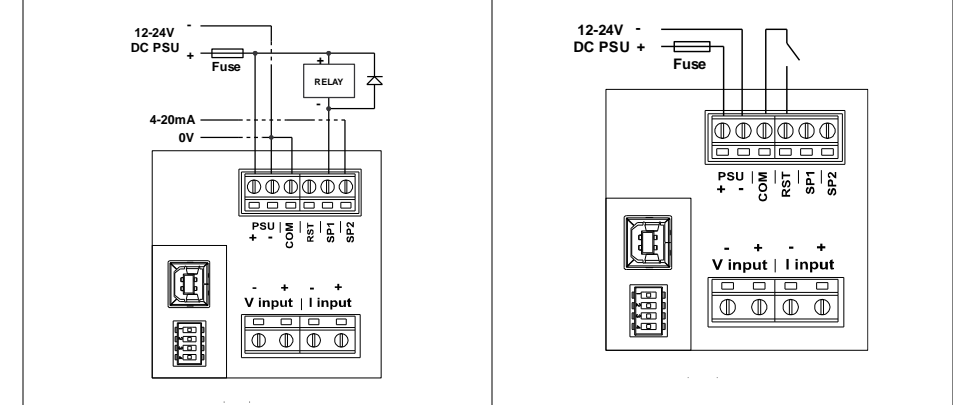 12-24V -
DC PSU +
Fuse
+
RELAY
-
4-20mA
0V
PSU | COM | RST | SP1 | SP2
+ -
- + - +
V input | I input
12-24V -
DC PSU +
Fuse
PSU | COM | RST | SP1 | SP2
+ -
- + - +
V input | I input